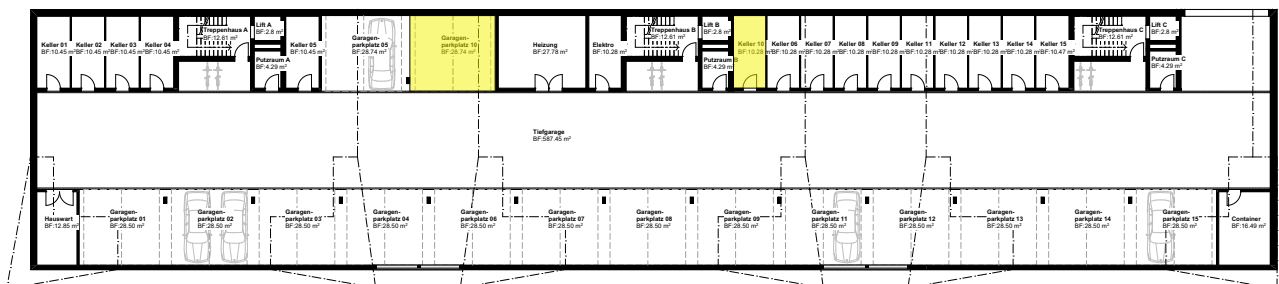 Keller 01
BF:10.45 m²
Keller 02
BF:10.45 m²
Keller 03
BF:10.45 m²
Keller 04
BF:10.45 m²
Treppenhaus A
BF:12.61 m²
Lift A
BF:2.8 m²
Putzraum A
BF:4.29 m²
Keller 05
BF:10.45 m²
Garagen-
parkplatz 05
BF:28.74 m²
Garagen-
parkplatz 10
BF:28.74 m²
Heizung
BF:27.78 m²
Elektro
BF:10.28 m²
Treppenhaus B
BF:12.61 m²
Lift B
BF:2.8 m²
Putzraum B
BF:4.29 m²
Keller 10
BF:10.28 m²
Keller 06
BF:10.28 m²
Keller 07
BF:10.28 m²
Keller 08
BF:10.28 m²
Keller 09
BF:10.28 m²
Keller 11
BF:10.28 m²
Keller 12
BF:10.28 m²
Keller 13
BF:10.28 m²
Keller 14
BF:10.28 m²
Keller 15
BF:10.47 m²
Treppenhaus C
BF:12.61 m²
Lift C
BF:2.8 m²
Putzraum C
BF:4.29 m²
Tiefgarage
BF:587.45 m²
Hauswart
BF:12.85 m²
Garagen-
parkplatz 01
BF:28.50 m²
Garagen-
parkplatz 02
BF:28.50 m²
Garagen-
parkplatz 03
BF:28.50 m²
Garagen-
parkplatz 04
BF:28.50 m²
Garagen-
parkplatz 06
BF:28.50 m²
Garagen-
parkplatz 07
BF:28.50 m²
Garagen-
parkplatz 08
BF:28.50 m²
Garagen-
parkplatz 09
BF:28.50 m²
Garagen-
parkplatz 11
BF:28.50 m²
Garagen-
parkplatz 12
BF:28.50 m²
Garagen-
parkplatz 13
BF:28.50 m²
Garagen-
parkplatz 14
BF:28.50 m²
Garagen-
parkplatz 15
BF:28.50 m²
Container
BF:16.49 m²